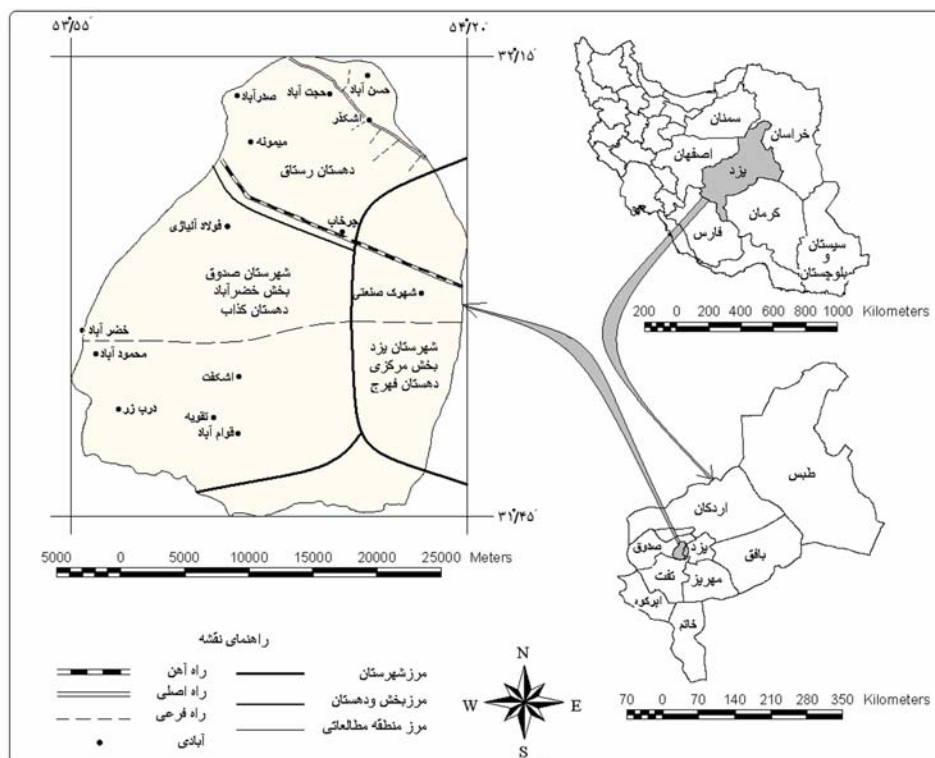 ۵۳°۵۵´
۵۴°۲۰´
۳۲°۱۵´
حسن آباد
حجت آباد
صدرآباد
اشکذر
میمونه
دهستان رستاق
چرخاب
فولاد آلیاژی
شهرستان صدوق
بخش خضرآباد
دهستان کذاب
شهرک صنعتی
خضر آباد
محمود آباد
شهرستان یزد
بخش مرکزی
دهستان فهرج
اشکفت
درب زر
تقویه
قوام آباد
۳۱°۴۵´
5000 0 5000 10000 15000 20000 25000 Meters
سمنان
خراسان
اصفهان
یزد
کرمان
فارس
سیستان
و
بلوچستان
200 0 200 400 600 800 1000 Kilometers
طبس
اردکان
صدوق
یزد
بافق
تفت
مهریز
ابرکوه
خاتم
70 0 70 140 210 280 350 Kilometers
راهنمای نقشه
راه آهن
راه اصلی
راه فرعی
آبادی
مرزشهرستان
مرزبخش ودهستان
مرز منطقه مطالعاتی
N
W E
S